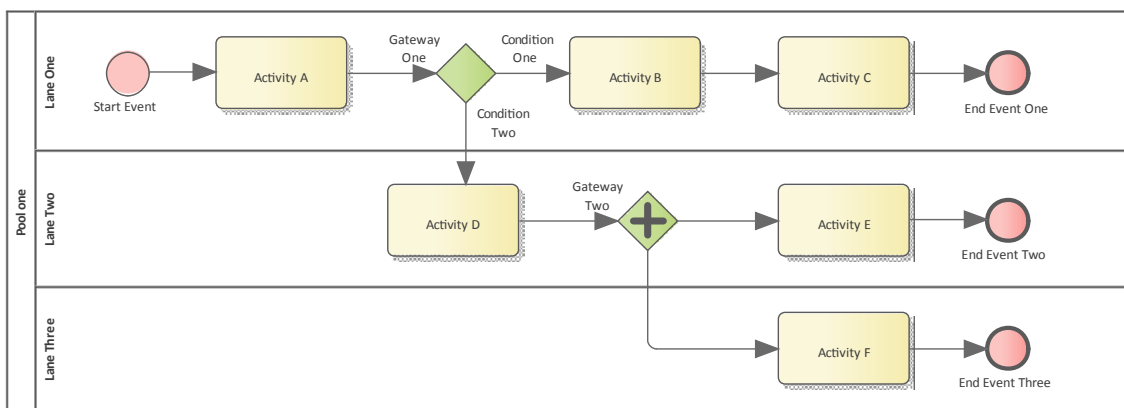 Pool one
Lane One
Start Event
Activity A
Gateway
One
Condition
One
Condition
Two
Activity B
Activity C
End Event One
Lane Two
Activity D
Gateway
Two
Activity E
End Event Two
Lane Three
Activity F
End Event Three